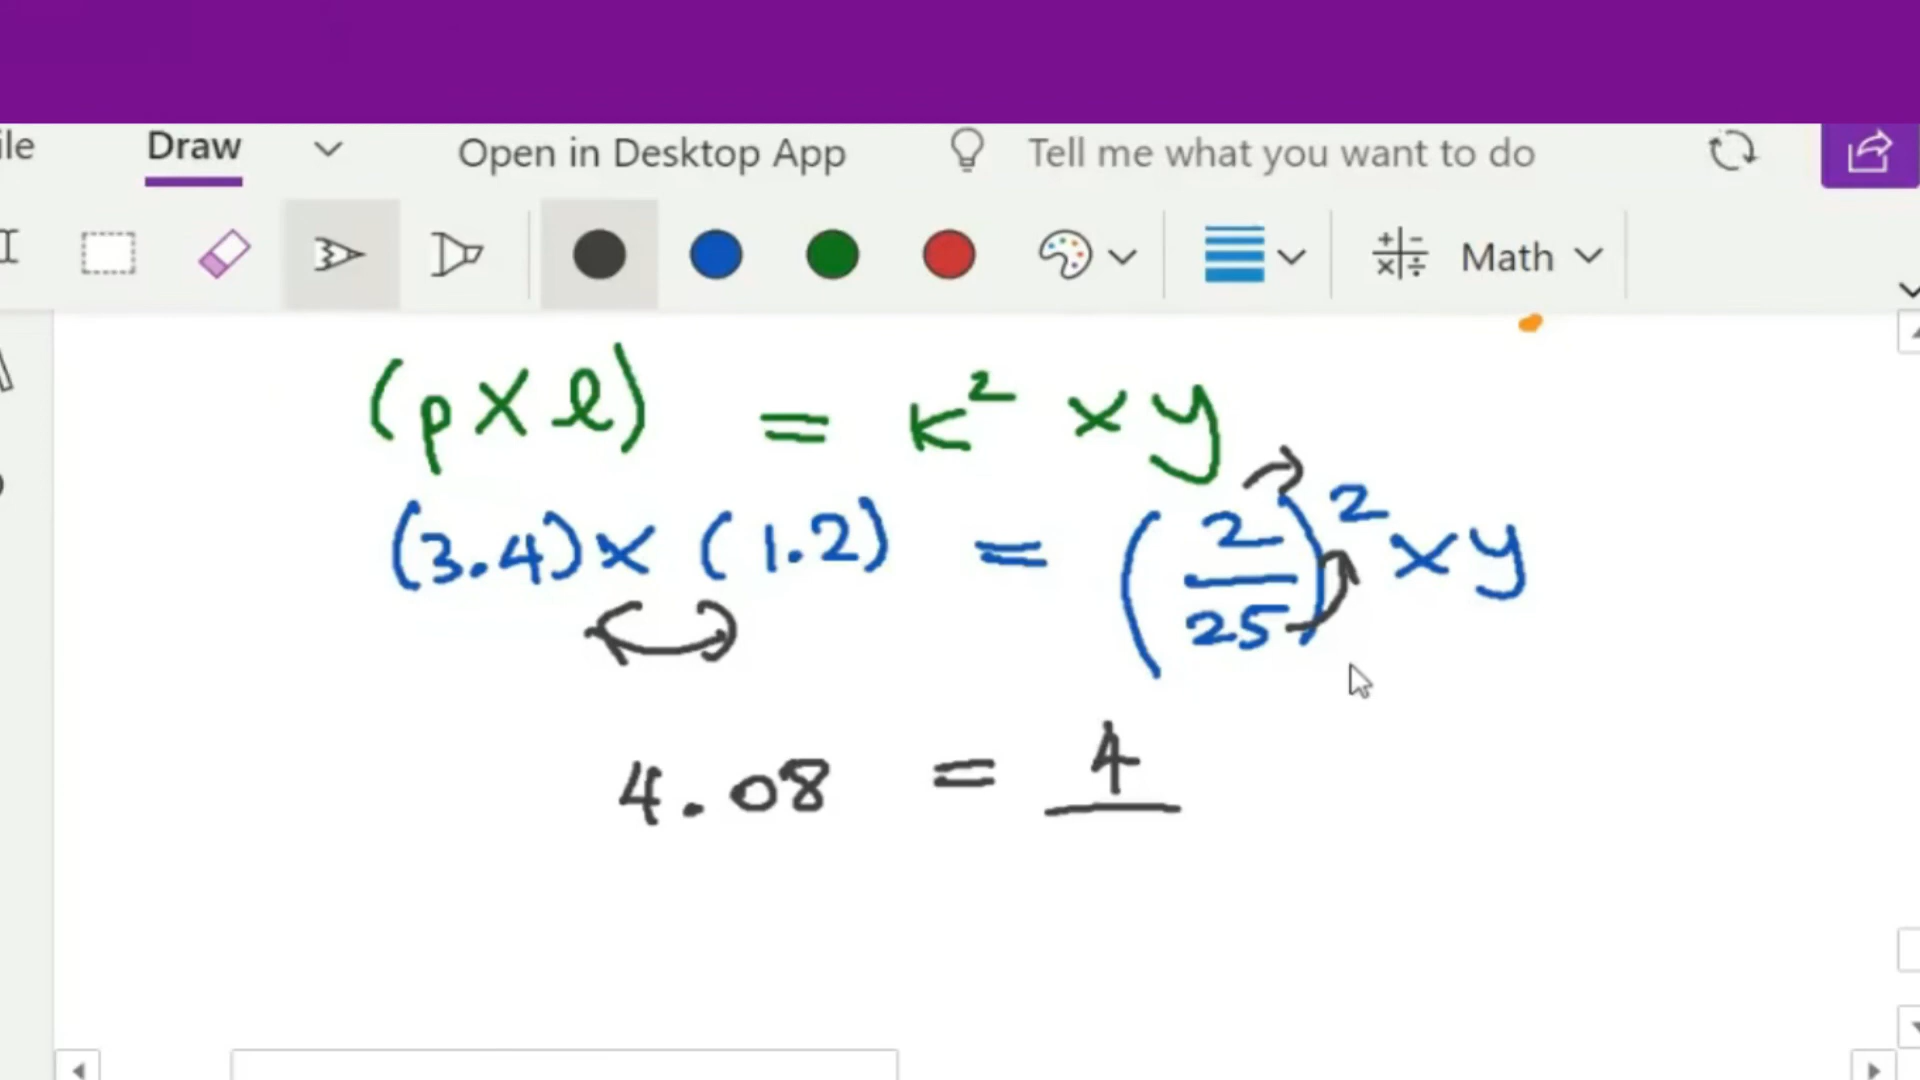 ile Draw Open in Desktop App Tell me what you want to do
Math
(p X l) = k² x y
(3.4) x (1.2) = (2/25)² x y
4.08 = 4